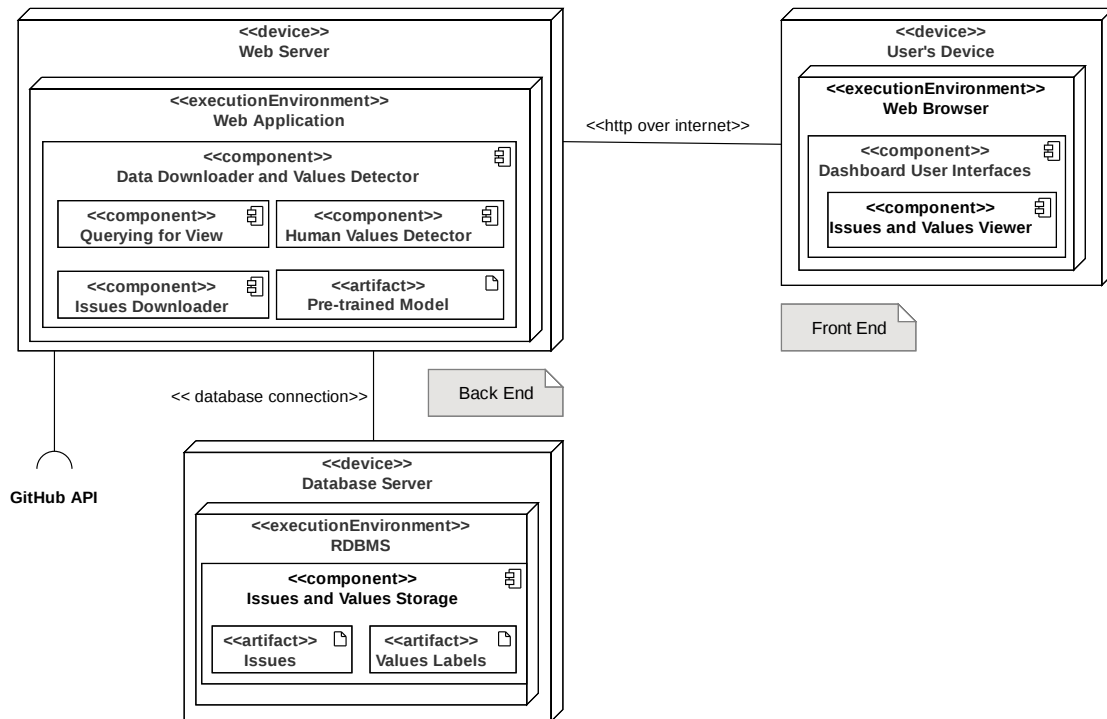 <<device>>
Web Server
<<executionEnvironment>>
Web Application
<<component>>
Data Downloader and Values Detector
<<component>>
Querying for View
<<component>>
Human Values Detector
<<component>>
Issues Downloader
<<artifact>>
Pre-trained Model
<<http over internet>>
<<device>>
User's Device
<<executionEnvironment>>
Web Browser
<<component>>
Dashboard User Interfaces
<<component>>
Issues and Values Viewer
Front End
Back End
<< database connection>>
GitHub API
<<device>>
Database Server
<<executionEnvironment>>
RDBMS
<<component>>
Issues and Values Storage
<<artifact>>
Issues
<<artifact>>
Values Labels